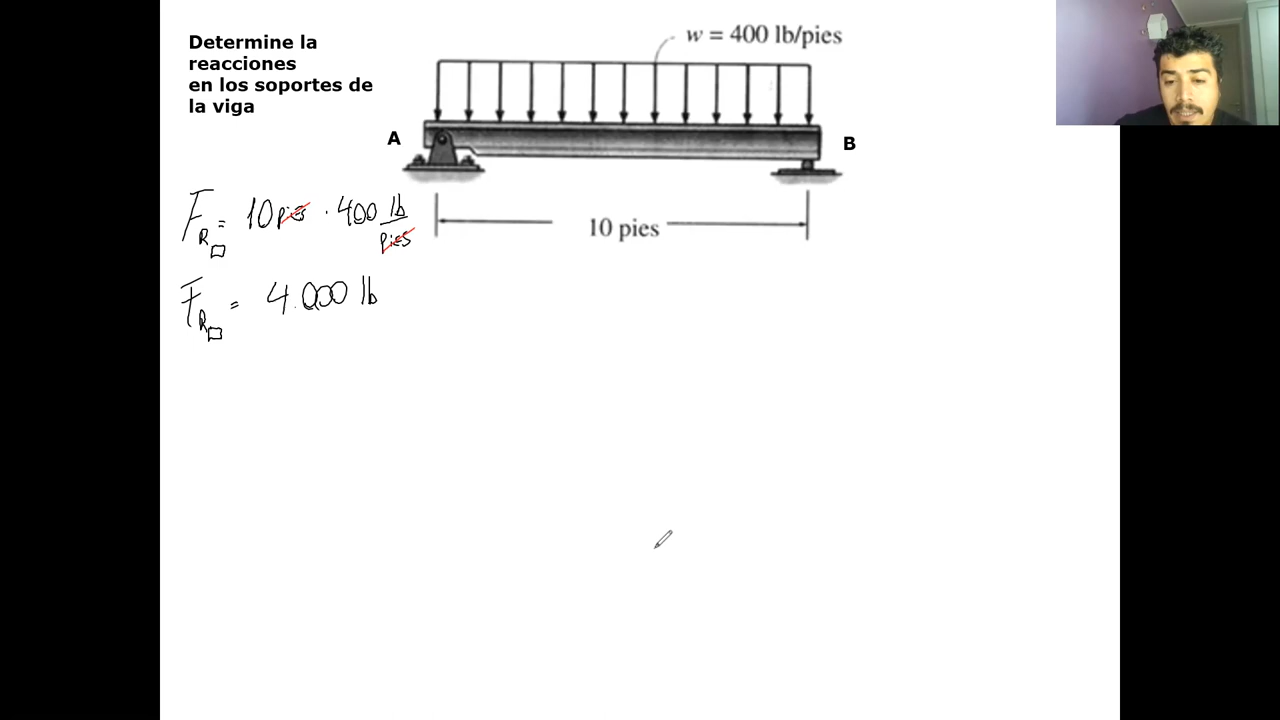 Determine la
reacciones
en los soportes de
la viga
w = 400 lb/pies
A
B
10 pies
F_R□ = 10 pies · 400 lb/pies
F_R□ = 4.000 lb